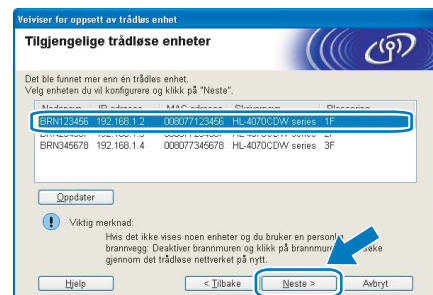 Veiviser for oppsett av trådløs enhet
Tilgjengelige trådløse enheter
Det ble funnet mer enn én trådløs enhet.
Velg enheten du vil konfigurere og klikk på "Neste".
BRN123456 192.168.1.2 008077123456 HL-4070CDW series 1F
BRN345678 192.168.1.4 008077345678 HL-4070CDW series 3F
Oppdater
Viktig merknad:
Hvis det ikke vises noen enheter og du bruker en personlig
brannvegg: Deaktiver brannmuren og klikk på
gjennom det trådløse nettverket på nytt.
Hjelp < Tilbake Neste > Avbryt